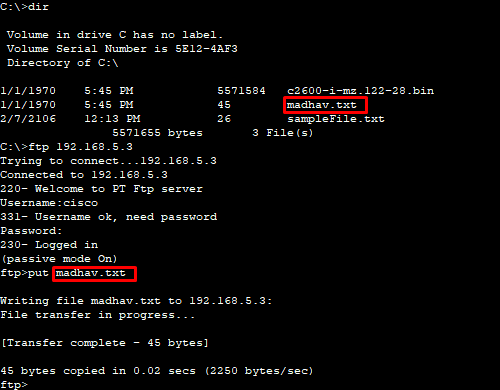 C:\>dir
Volume in drive C has no label.
Volume Serial Number is 5E12-4AF3
Directory of C:\
1/1/1970 5:45 PM 5571584 c2600-i-mz.122-28.bin
1/1/1970 5:45 PM 45 madhav.txt
2/7/2106 12:13 PM 26 sampleFile.txt
5571655 bytes 3 File(s)
C:\>ftp 192.168.5.3
Trying to connect...192.168.5.3
Connected to 192.168.5.3
220- Welcome to PT Ftp server
Username:cisco
331- Username ok, need password
Password:
230- Logged in
(passive mode On)
ftp>put madhav.txt
Writing file madhav.txt to 192.168.5.3:
File transfer in progress...
[Transfer complete - 45 bytes]
45 bytes copied in 0.02 secs (2250 bytes/sec)
ftp>